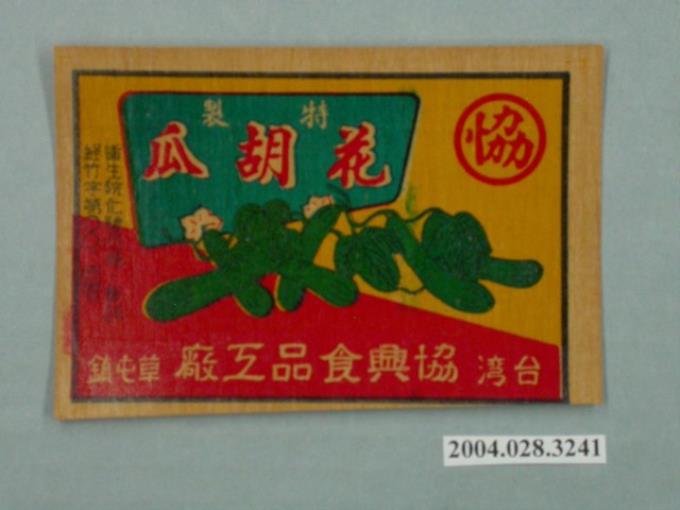 特製
花胡瓜
協
台湾 協興食品工廠 草屯鎮
2004.028.3241